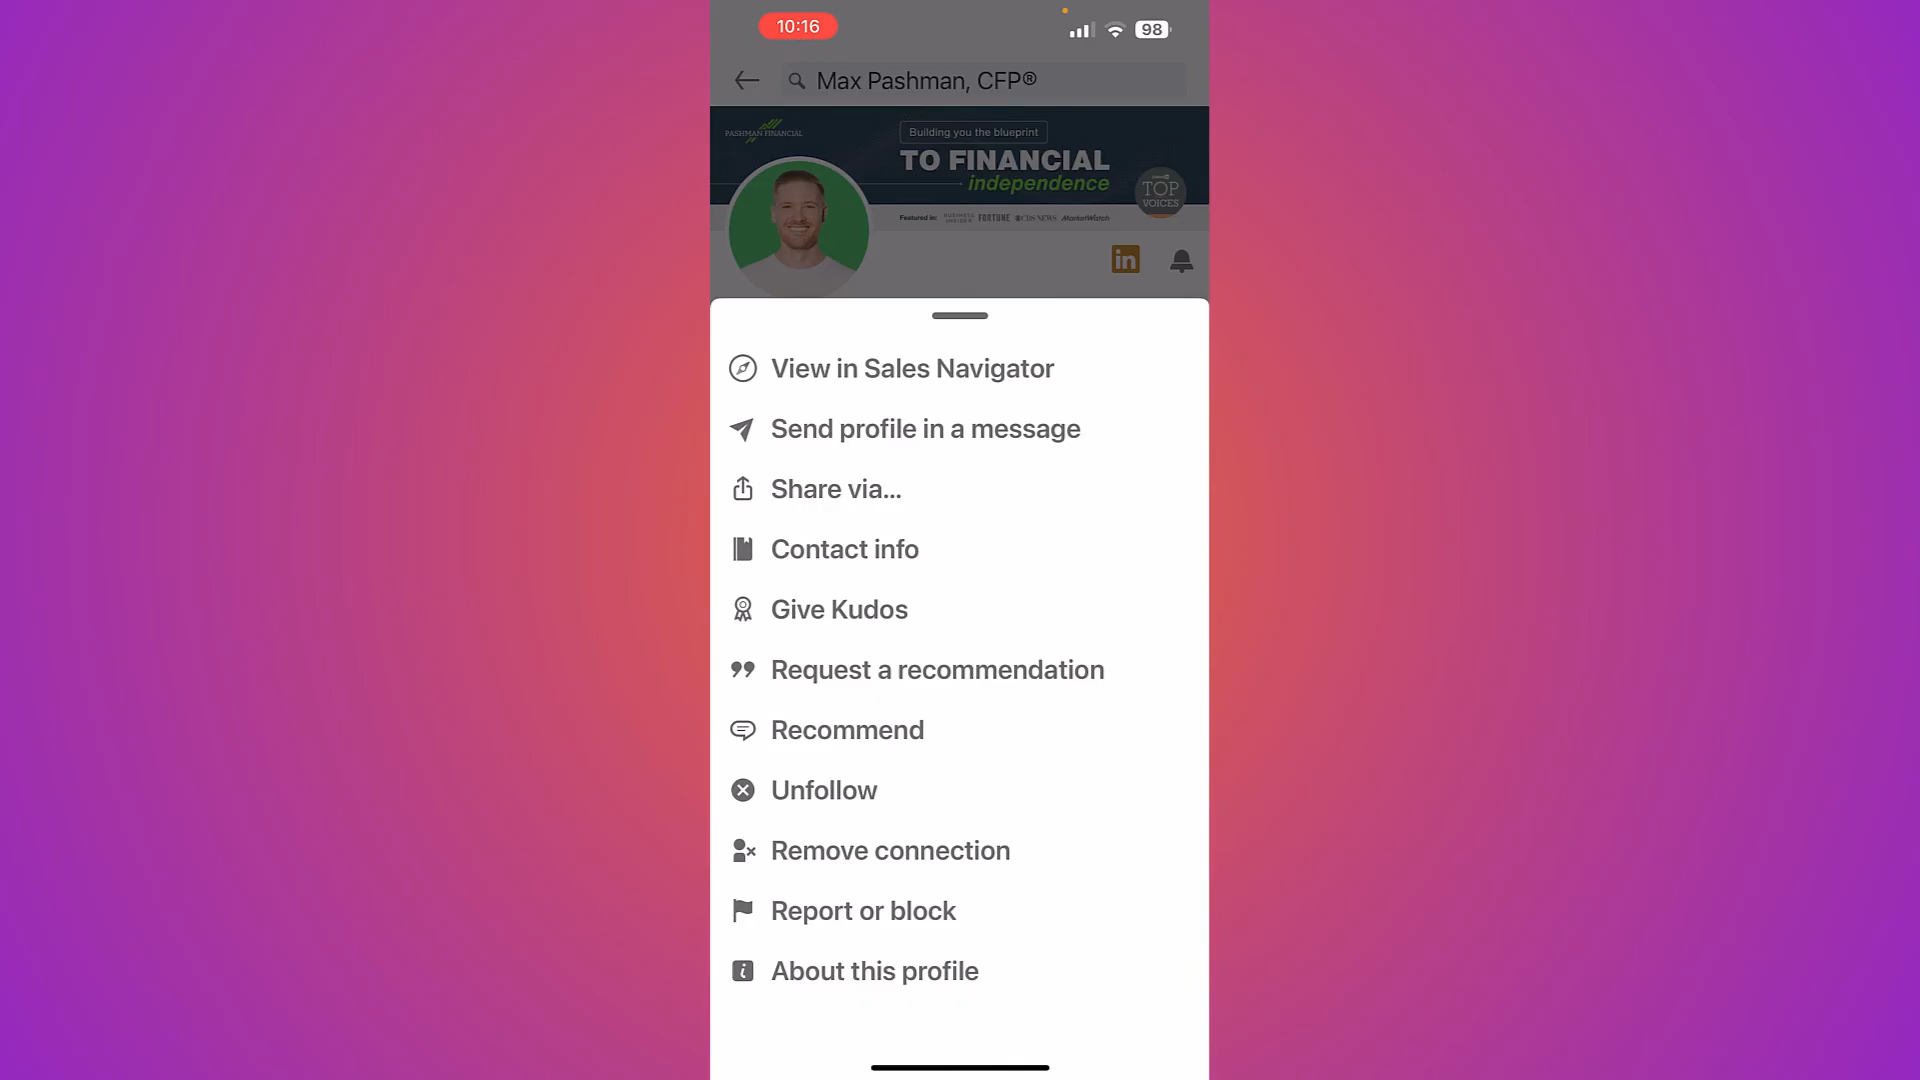 10:16
98
Max Pashman, CFP®
PASHMAN FINANCIAL
Building you the blueprint
TO FINANCIAL
independence
TOP
VOICES
Featured in: BUSINESS INSIDER FORTUNE CBS NEWS MarketWatch
in
View in Sales Navigator
Send profile in a message
Share via...
Contact info
Give Kudos
Request a recommendation
Recommend
Unfollow
Remove connection
Report or block
About this profile